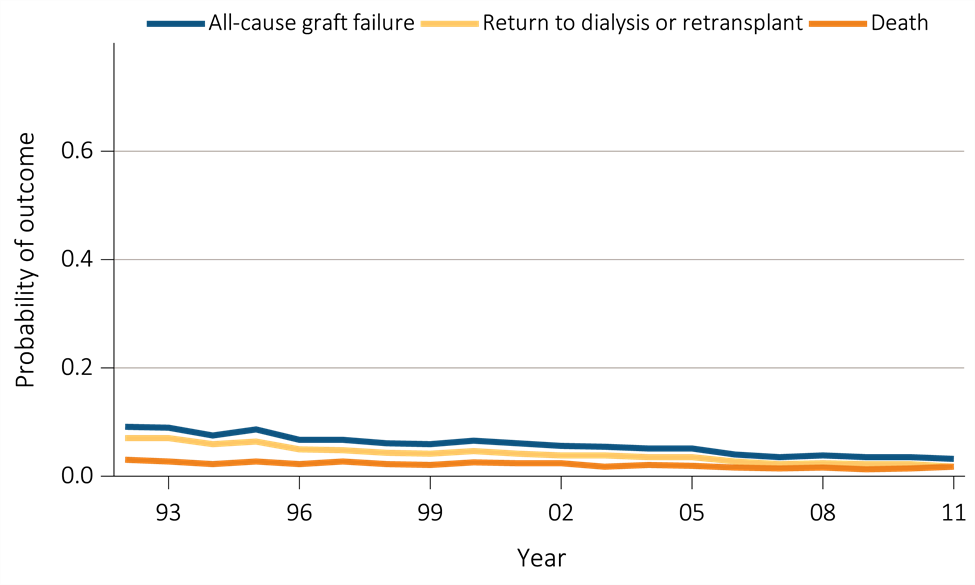 All-cause graft failure Return to dialysis or retransplant Death
Probability of outcome
0.6
0.4
0.2
0.0
93 96 99 02 05 08 11
Year